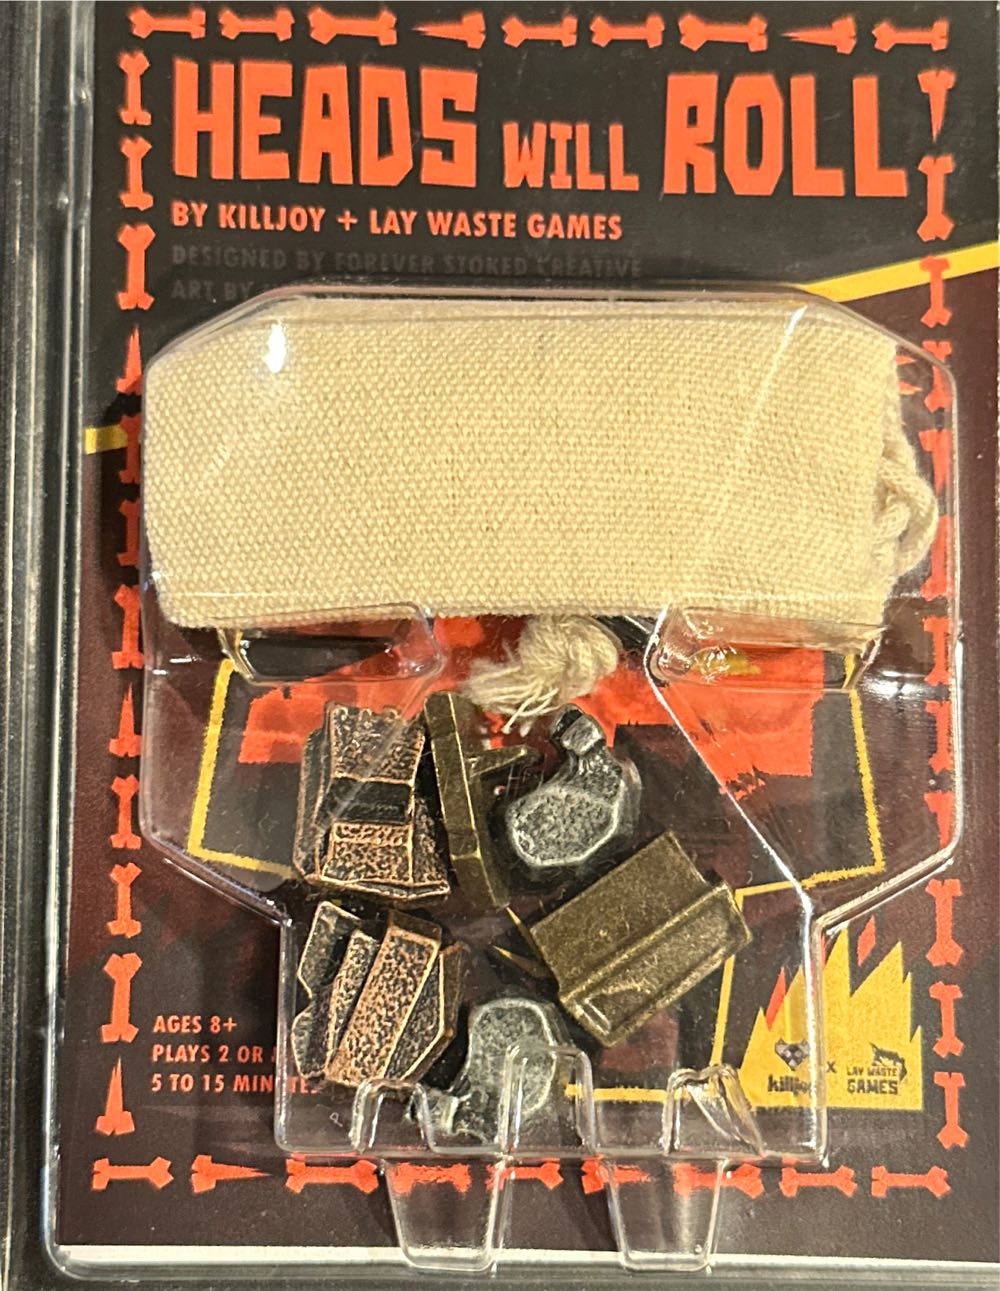 HEADS WILL ROLL
BY KILLJOY + LAY WASTE GAMES
DESIGNED BY FOREVER STOKED CREATIVE
ART BY
AGES 8+
PLAYS 2 OR
5 TO 15 MINUTES
killjoy x LAY WASTE
GAMES